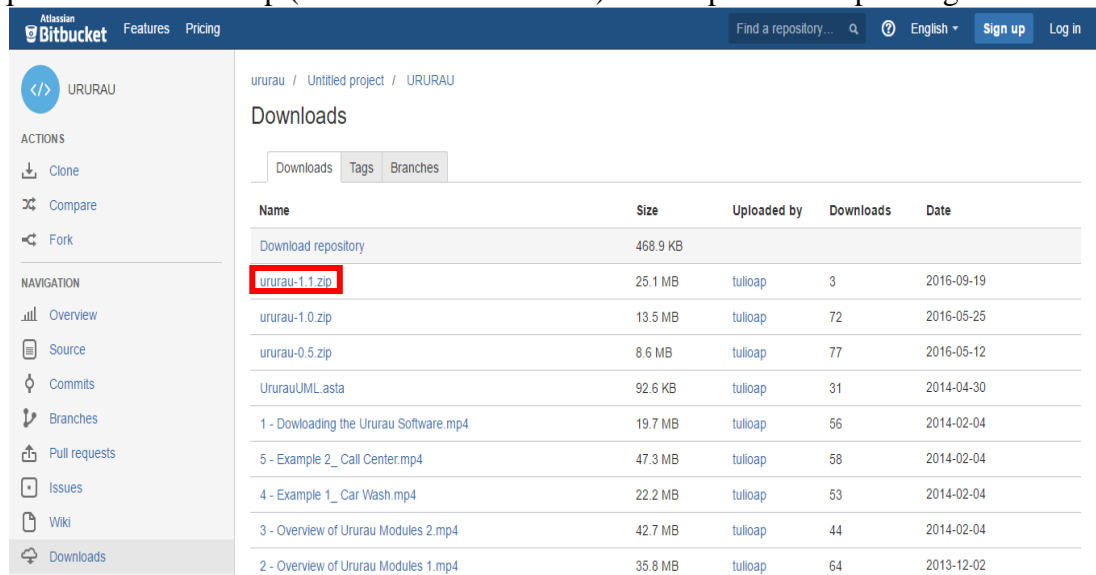 Atlassian
Bitbucket Features Pricing Find a repository... English Sign up Log in
URURAU
ACTIONS
Clone
Compare
Fork
NAVIGATION
Overview
Source
Commits
Branches
Pull requests
Issues
Wiki
Downloads
ururau / Untitled project / URURAU
Downloads
Downloads Tags Branches
Name Size Uploaded by Downloads Date
Download repository 468.9 KB
ururau-1.1.zip 25.1 MB tulioap 3 2016-09-19
ururau-1.0.zip 13.5 MB tulioap 72 2016-05-25
ururau-0.5.zip 8.6 MB tulioap 77 2016-05-12
UrurauUML.asta 92.6 KB tulioap 31 2014-04-30
1 - Dowloading the Ururau Software.mp4 19.7 MB tulioap 56 2014-02-04
5 - Example 2_ Call Center.mp4 47.3 MB tulioap 58 2014-02-04
4 - Example 1_ Car Wash.mp4 22.2 MB tulioap 53 2014-02-04
3 - Overview of Ururau Modules 2.mp4 42.7 MB tulioap 44 2014-02-04
2 - Overview of Ururau Modules 1.mp4 35.8 MB tulioap 64 2013-12-02